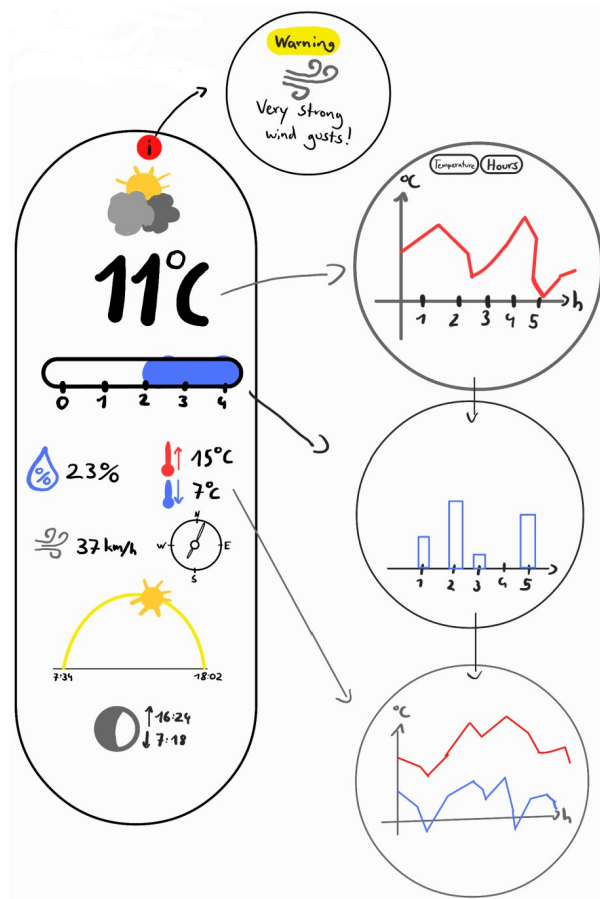 Warning
Very strong
wind gusts!
i
11°C
0 1 2 3 4
% 23%
15°C
7°C
37 km/h
N
W E
S
7:34 18:02
16:24
7:18
Temperature Hours
°C
h
1 2 3 4 5
1 2 3 4 5
°C
h